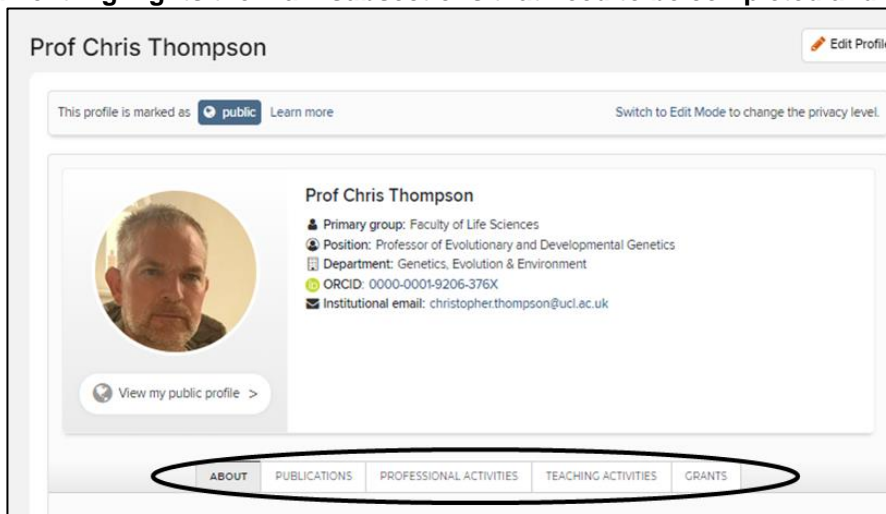 Prof Chris Thompson
Edit Profile
This profile is marked as public Learn more
Switch to Edit Mode to change the privacy level.
Prof Chris Thompson
Primary group: Faculty of Life Sciences
Position: Professor of Evolutionary and Developmental Genetics
Department: Genetics, Evolution & Environment
iD ORCID: 0000-0001-9206-376X
Institutional email: christopher.thompson@ucl.ac.uk
View my public profile >
ABOUT PUBLICATIONS PROFESSIONAL ACTIVITIES TEACHING ACTIVITIES GRANTS